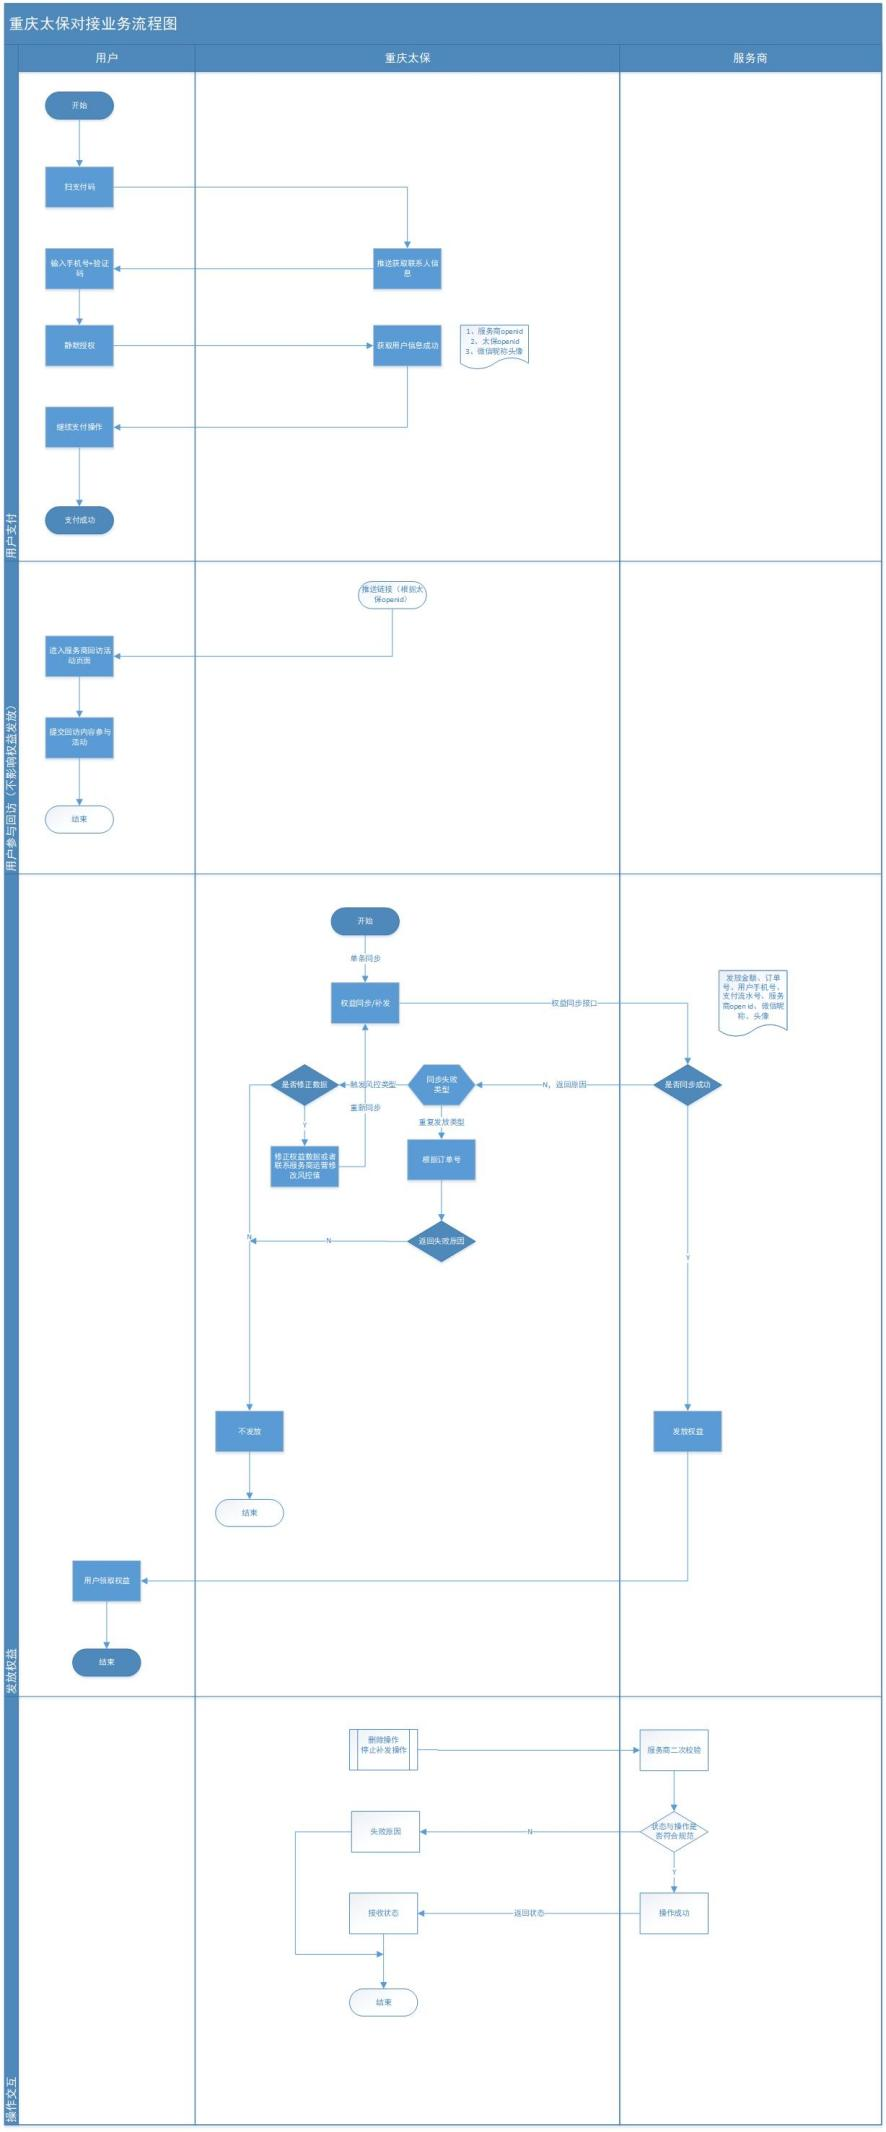 重庆太保对接业务流程图
用户
重庆太保
服务商
用户支付
开始
扫支付码
推送获取联系人信
息
输入手机号+验证
码
静默授权
获取用户信息成功
1、服务商openid
2、太保openid
3、微信昵称头像
继续支付操作
支付成功
用户参与回访（不影响权益发放）
推送链接（根据太
保openid）
进入服务商回访活
动页面
提交回访内容参与
活动
结束
发放权益
开始
单条同步
权益同步/补发
权益同步接口
发放金额、订单
号、用户手机号、
支付流水号、服务
商open id、微信昵
称、头像
是否修正数据
触发风控类型
同步失败
类型
N，返回原因
是否同步成功
重新同步
Y
重复发放类型
修正权益数据或者
联系服务商运营修
改风控值
根据订单号
N
N
返回失败原因
Y
不发放
发放权益
结束
用户领取权益
结束
操作交互
删除操作
停止补发操作
服务商二次校验
失败原因
N
状态与操作是
否符合规范
Y
接收状态
返回状态
操作成功
结束